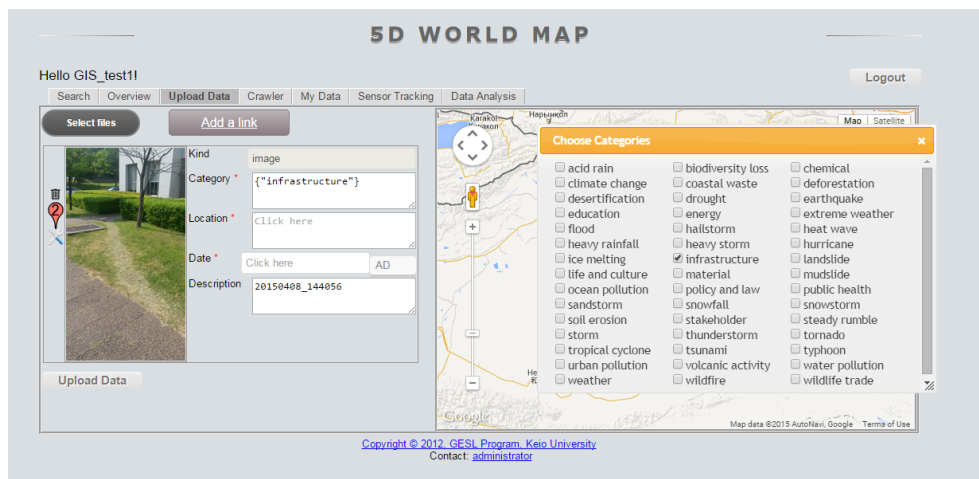 5D WORLD MAP
Hello GIS_test1!
Logout
Search Overview Upload Data Crawler My Data Sensor Tracking Data Analysis
Select files
Add a link
Kind
image
Category *
{"infrastructure"}
Location *
Click here
Date *
Click here
AD
Description
20150408_144056
2
Upload Data
Karakol
Каракол
Нарынкол
Map Satellite
Choose Categories ×
acid rain biodiversity loss chemical
climate change coastal waste deforestation
desertification drought earthquake
education energy extreme weather
flood hailstorm heat wave
heavy rainfall heavy storm hurricane
ice melting infrastructure landslide
life and culture material mudslide
ocean pollution policy and law public health
sandstorm snowfall snowstorm
soil erosion stakeholder steady rumble
storm thunderstorm tornado
tropical cyclone tsunami typhoon
urban pollution volcanic activity water pollution
weather wildfire wildlife trade
Google
Map data ©2015 AutoNavi, Google Terms of Use
Copyright © 2012, GESL Program, Keio University
Contact: administrator